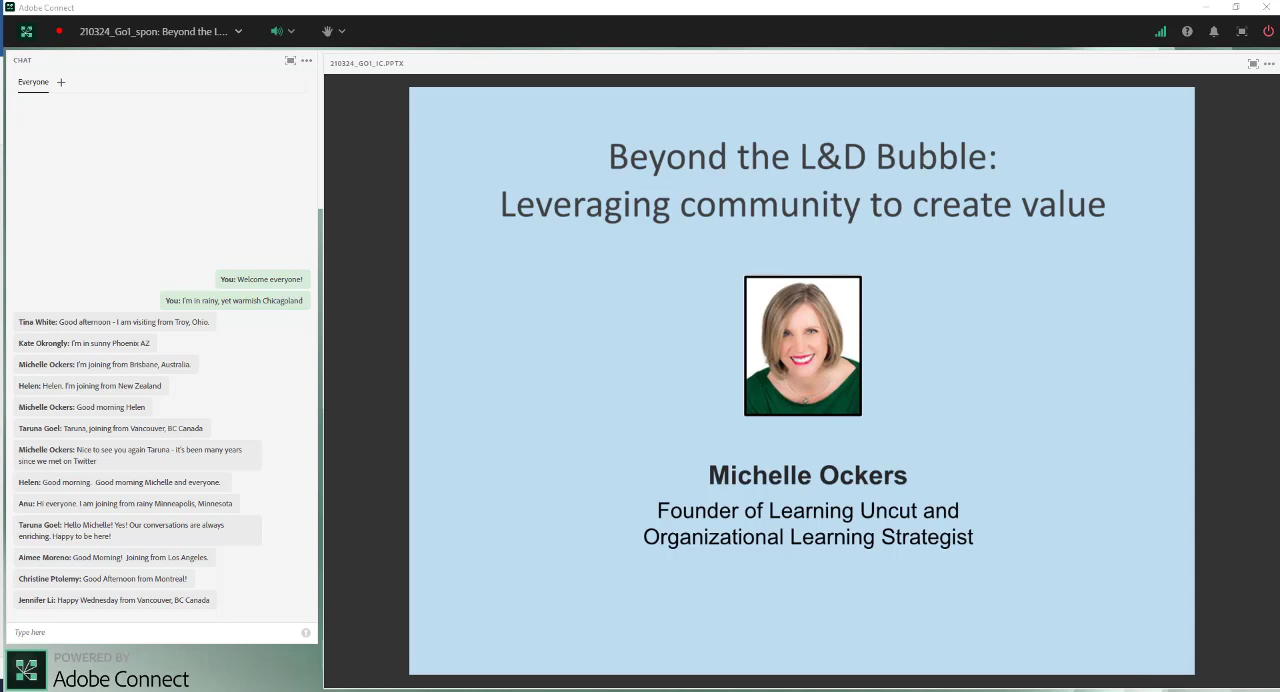 Adobe Connect
210324_Go1_spon: Beyond the L...
CHAT
Everyone
You: Welcome everyone!
You: I'm in rainy, yet warmish Chicagoland
Tina White: Good afternoon - I am visiting from Troy, Ohio.
Kate Okrongly: I'm in sunny Phoenix AZ
Michelle Ockers: I'm joining from Brisbane, Australia.
Helen: Helen. I'm joining from New Zealand
Michelle Ockers: Good morning Helen
Taruna Goel: Taruna, joining from Vancouver, BC Canada
Michelle Ockers: Nice to see you again Taruna - it's been many years
since we met on Twitter
Helen: Good morning.  Good morning Michelle and everyone.
Anu: Hi everyone. I am joining from rainy Minneapolis, Minnesota
Taruna Goel: Hello Michelle! Yes! Our conversations are always
enriching. Happy to be here!
Aimee Moreno: Good Morning!  Joining from Los Angeles.
Christine Ptolemy: Good Afternoon from Montreal!
Jennifer Li: Happy Wednesday from Vancouver, BC Canada
Type here
POWERED BY
Adobe Connect
210324_GO1_IC.PPTX
Beyond the L&D Bubble:
Leveraging community to create value
Michelle Ockers
Founder of Learning Uncut and
Organizational Learning Strategist